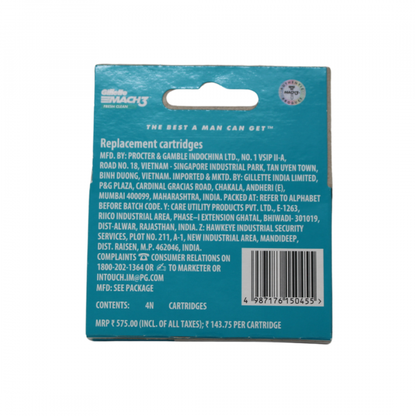 Gillette
MACH3
THE BEST A MAN CAN GET™
Replacement cartridges
MFD. BY: PROCTER & GAMBLE INDOCHINA LTD., NO. 1 VSIP II-A,
ROAD NO. 18, VIETNAM - SINGAPORE INDUSTRIAL PARK, TAN UYEN TOWN,
BINH DUONG, VIETNAM. IMPORTED & MKTD. BY: GILLETTE INDIA LIMITED,
P&G PLAZA, CARDINAL GRACIAS ROAD, CHAKALA, ANDHERI (E),
MUMBAI 400099, MAHARASHTRA, INDIA. PACKED AT: REFER TO ALPHABET
BEFORE BATCH CODE. Y: CARE UTILITY PRODUCTS PVT. LTD., E-1263,
RIICO INDUSTRIAL AREA, PHASE-I EXTENSION GHATAL, BHIWADI- 301019,
DIST-ALWAR, RAJASTHAN, INDIA. Z: HAWKEYE INDUSTRIAL SECURITY
SERVICES, PLOT NO. 211, A-1, NEW INDUSTRIAL AREA, MANDIDEEP,
DIST. RAISEN, M.P. 462046, INDIA.
COMPLAINTS ☎ CONSUMER RELATIONS ON
1800-202-1364 OR ✍ TO MARKETER OR
INTOUCH.IM@PG.COM
MFD: SEE PACKAGE
CONTENTS: 4N CARTRIDGES
4 987176 150455 >
MRP ₹ 575.00 (INCL. OF ALL TAXES); ₹ 143.75 PER CARTRIDGE